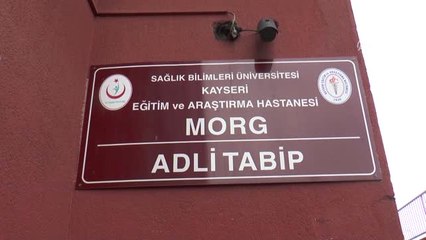 SAĞLIK BİLİMLERİ ÜNİVERSİTESİ
KAYSERİ
EĞİTİM ve ARAŞTIRMA HASTANESİ
MORG
ADLİ TABİP